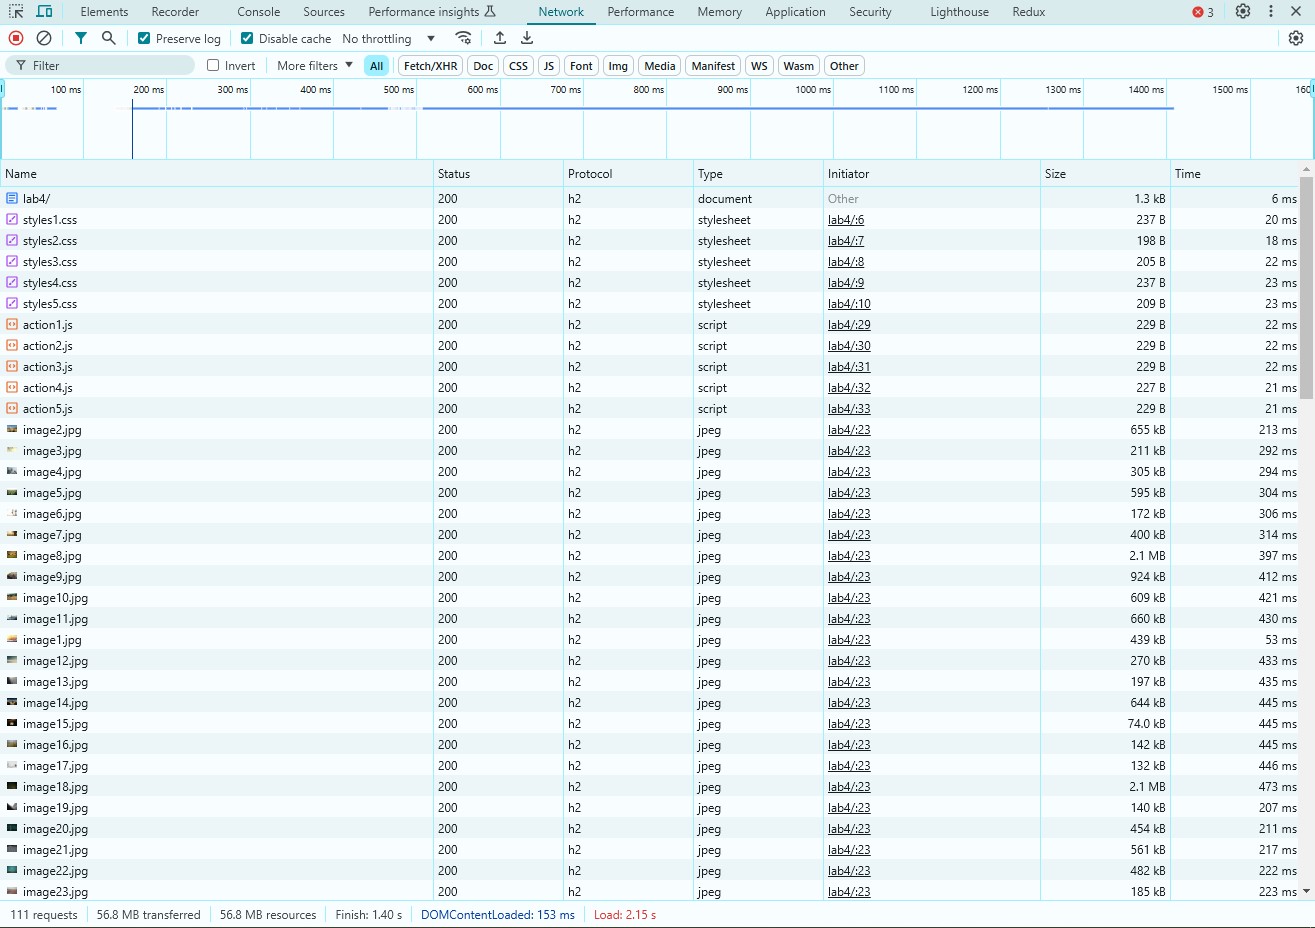 Elements Recorder Console Sources Performance insights Network Performance Memory Application Security Lighthouse Redux 3
Preserve log Disable cache No throttling
Filter Invert More filters All Fetch/XHR Doc CSS JS Font Img Media Manifest WS Wasm Other
100 ms 200 ms 300 ms 400 ms 500 ms 600 ms 700 ms 800 ms 900 ms 1000 ms 1100 ms 1200 ms 1300 ms 1400 ms 1500 ms 160
Name Status Protocol Type Initiator Size Time
lab4/ 200 h2 document Other 1.3 kB 6 ms
styles1.css 200 h2 stylesheet lab4/:6 237 B 20 ms
styles2.css 200 h2 stylesheet lab4/:7 198 B 18 ms
styles3.css 200 h2 stylesheet lab4/:8 205 B 22 ms
styles4.css 200 h2 stylesheet lab4/:9 237 B 23 ms
styles5.css 200 h2 stylesheet lab4/:10 209 B 23 ms
action1.js 200 h2 script lab4/:29 229 B 22 ms
action2.js 200 h2 script lab4/:30 229 B 22 ms
action3.js 200 h2 script lab4/:31 229 B 22 ms
action4.js 200 h2 script lab4/:32 227 B 21 ms
action5.js 200 h2 script lab4/:33 229 B 21 ms
image2.jpg 200 h2 jpeg lab4/:23 655 kB 213 ms
image3.jpg 200 h2 jpeg lab4/:23 211 kB 292 ms
image4.jpg 200 h2 jpeg lab4/:23 305 kB 294 ms
image5.jpg 200 h2 jpeg lab4/:23 595 kB 304 ms
image6.jpg 200 h2 jpeg lab4/:23 172 kB 306 ms
image7.jpg 200 h2 jpeg lab4/:23 400 kB 314 ms
image8.jpg 200 h2 jpeg lab4/:23 2.1 MB 397 ms
image9.jpg 200 h2 jpeg lab4/:23 924 kB 412 ms
image10.jpg 200 h2 jpeg lab4/:23 609 kB 421 ms
image11.jpg 200 h2 jpeg lab4/:23 660 kB 430 ms
image1.jpg 200 h2 jpeg lab4/:23 439 kB 53 ms
image12.jpg 200 h2 jpeg lab4/:23 270 kB 433 ms
image13.jpg 200 h2 jpeg lab4/:23 197 kB 435 ms
image14.jpg 200 h2 jpeg lab4/:23 644 kB 445 ms
image15.jpg 200 h2 jpeg lab4/:23 74.0 kB 445 ms
image16.jpg 200 h2 jpeg lab4/:23 142 kB 445 ms
image17.jpg 200 h2 jpeg lab4/:23 132 kB 446 ms
image18.jpg 200 h2 jpeg lab4/:23 2.1 MB 473 ms
image19.jpg 200 h2 jpeg lab4/:23 140 kB 207 ms
image20.jpg 200 h2 jpeg lab4/:23 454 kB 211 ms
image21.jpg 200 h2 jpeg lab4/:23 561 kB 217 ms
image22.jpg 200 h2 jpeg lab4/:23 482 kB 222 ms
image23.jpg 200 h2 jpeg lab4/:23 185 kB 223 ms
111 requests 56.8 MB transferred 56.8 MB resources Finish: 1.40 s DOMContentLoaded: 153 ms Load: 2.15 s